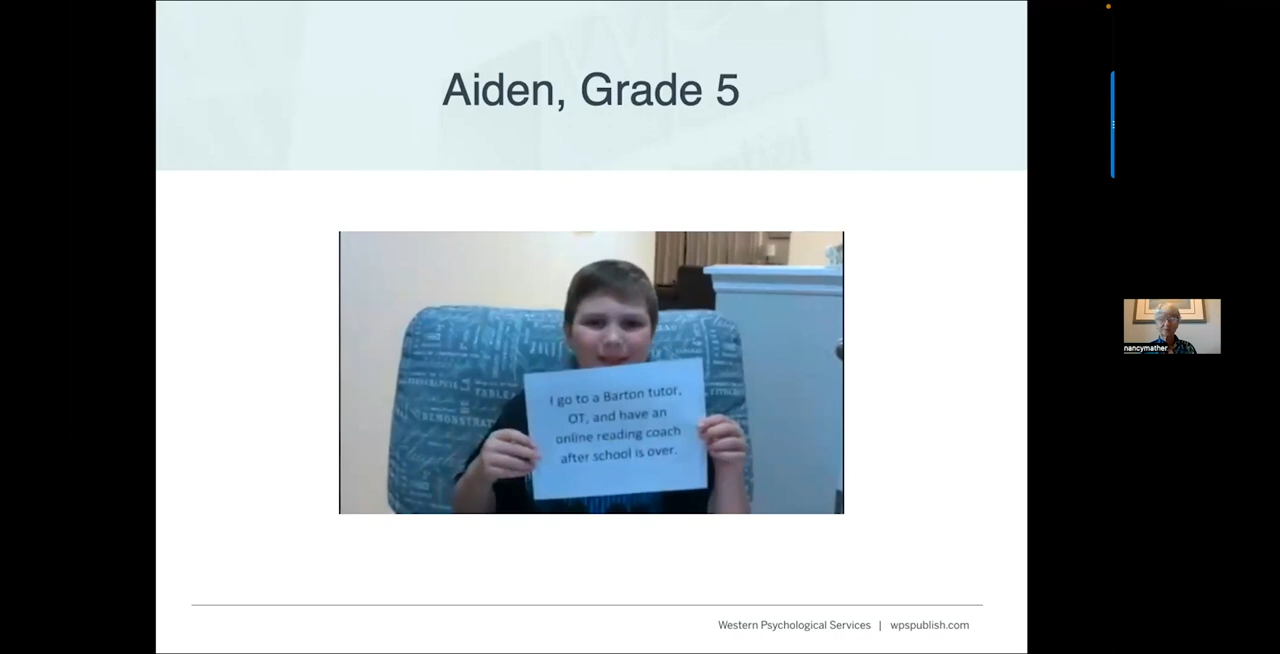 Aiden, Grade 5
I go to a Barton tutor,
OT, and have an
online reading coach
after school is over.
nancymather
Western Psychological Services | wpspublish.com